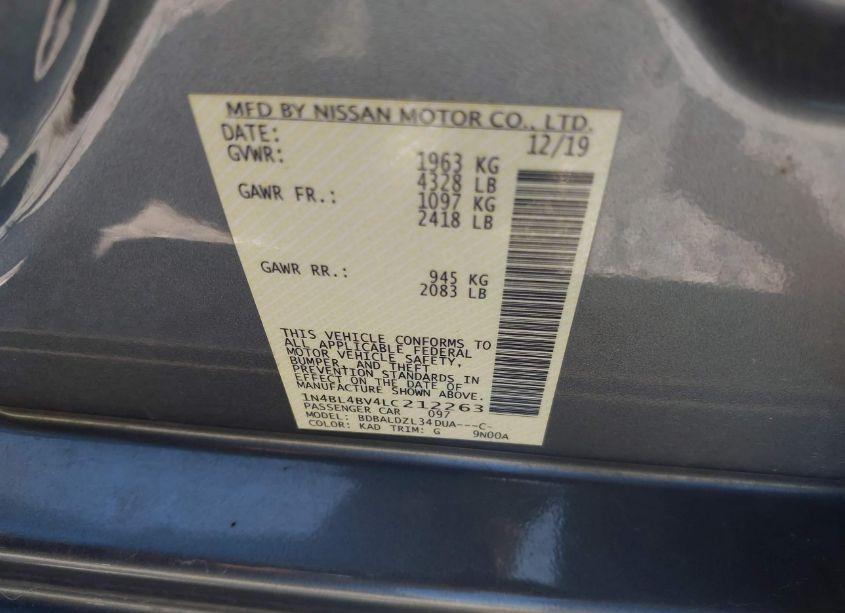 MFD BY NISSAN MOTOR CO., LTD.
DATE: 12/19
GVWR: 1963 KG
4328 LB
GAWR FR.: 1097 KG
2418 LB
GAWR RR.: 945 KG
2083 LB
THIS VEHICLE CONFORMS TO
ALL APPLICABLE FEDERAL
MOTOR VEHICLE SAFETY,
BUMPER, AND THEFT
PREVENTION STANDARDS IN
EFFECT ON THE DATE OF
MANUFACTURE SHOWN ABOVE.
1N4BL4BV4LC212263
PASSENGER CAR 097
MODEL: BDBALDZL34DUA---C-
COLOR: KAD TRIM: G 9N00A